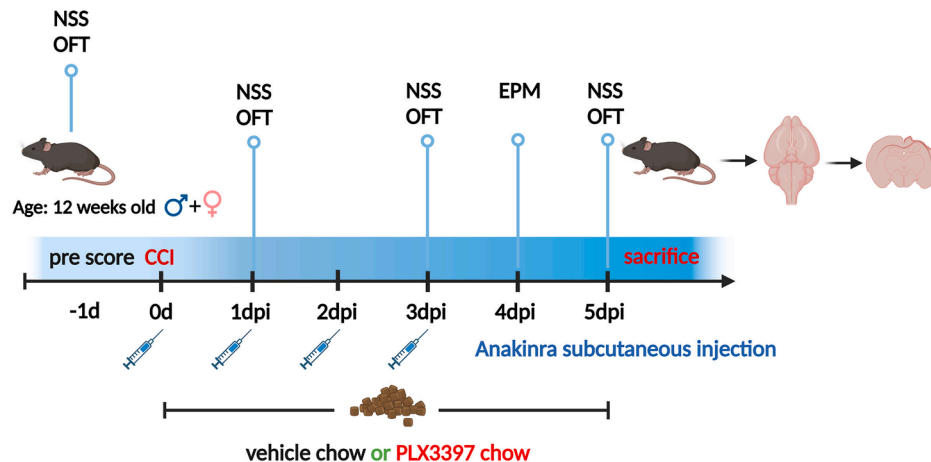 NSS
OFT
NSS
OFT
NSS
OFT
EPM
NSS
OFT
Age: 12 weeks old ♂+♀
pre score CCI
sacrifice
-1d 0d 1dpi 2dpi 3dpi 4dpi 5dpi
Anakinra subcutaneous injection
vehicle chow or PLX3397 chow